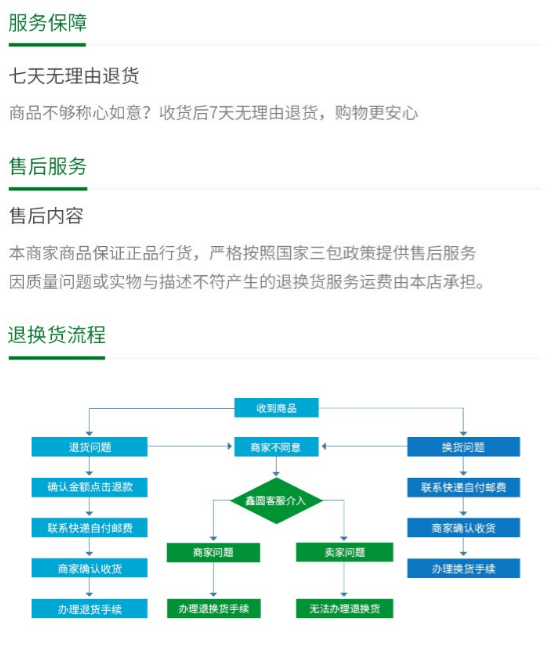 服务保障
七天无理由退货
商品不够称心如意？收货后7天无理由退货，购物更安心
售后服务
售后内容
本商家商品保证正品行货，严格按照国家三包政策提供售后服务
因质量问题或实物与描述不符产生的退换货服务运费由本店承担。
退换货流程
收到商品
退货问题
商家不同意
换货问题
确认金额点击退款
鑫圆客服介入
联系快递自付邮费
联系快递自付邮费
商家确认收货
商家问题
卖家问题
商家确认收货
办理换货手续
办理退货手续
办理退换货手续
无法办理退换货